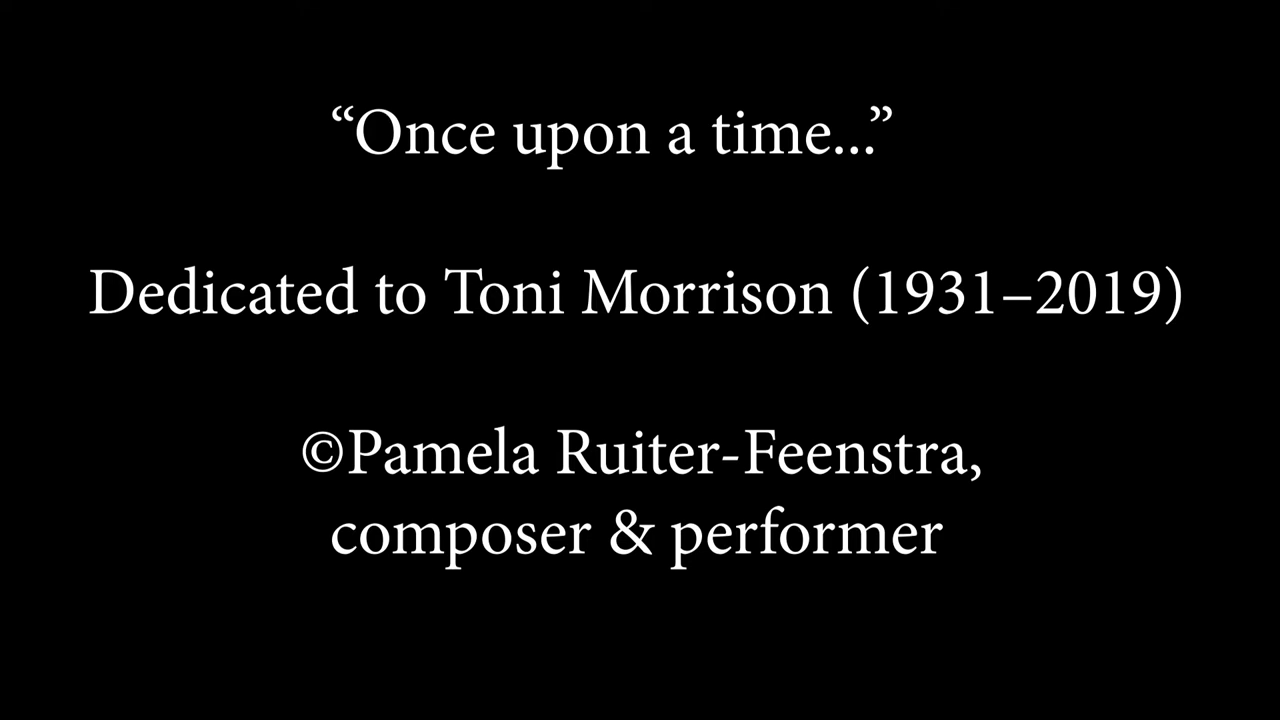 “Once upon a time...”
Dedicated to Toni Morrison (1931–2019)
©Pamela Ruiter-Feenstra,
composer & performer